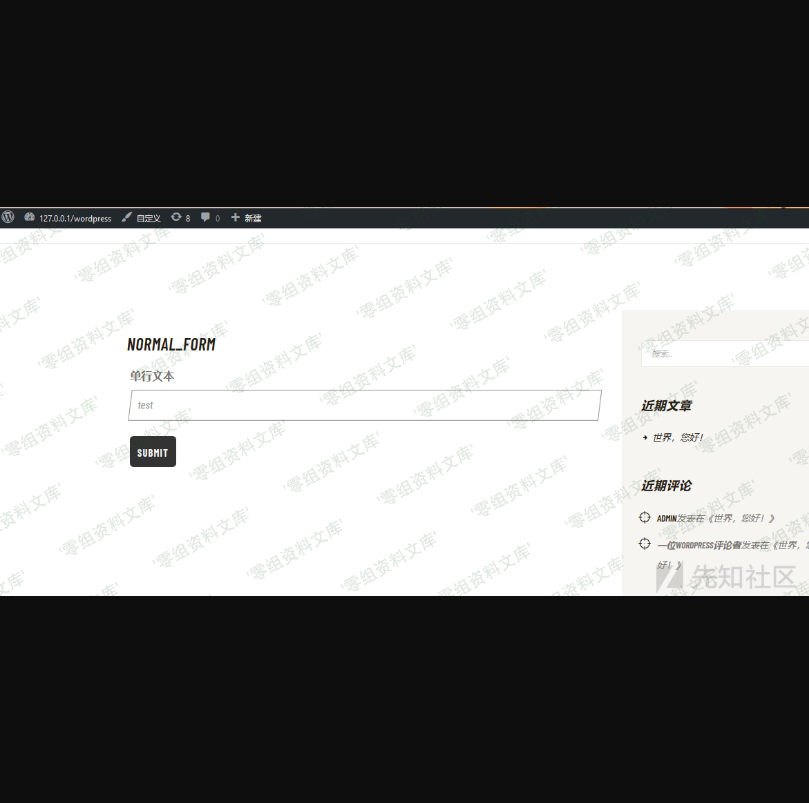 127.0.0.1/wordpress 自定义 8 0 新建
NORMAL_FORM
单行文本
test
SUBMIT
搜索…
近期文章
世界，您好！
近期评论
ADMIN发表在《世界，您好！》
一位WORDPRESS评论者发表在《世界，您
好！》
先知社区
'零组资料文库'